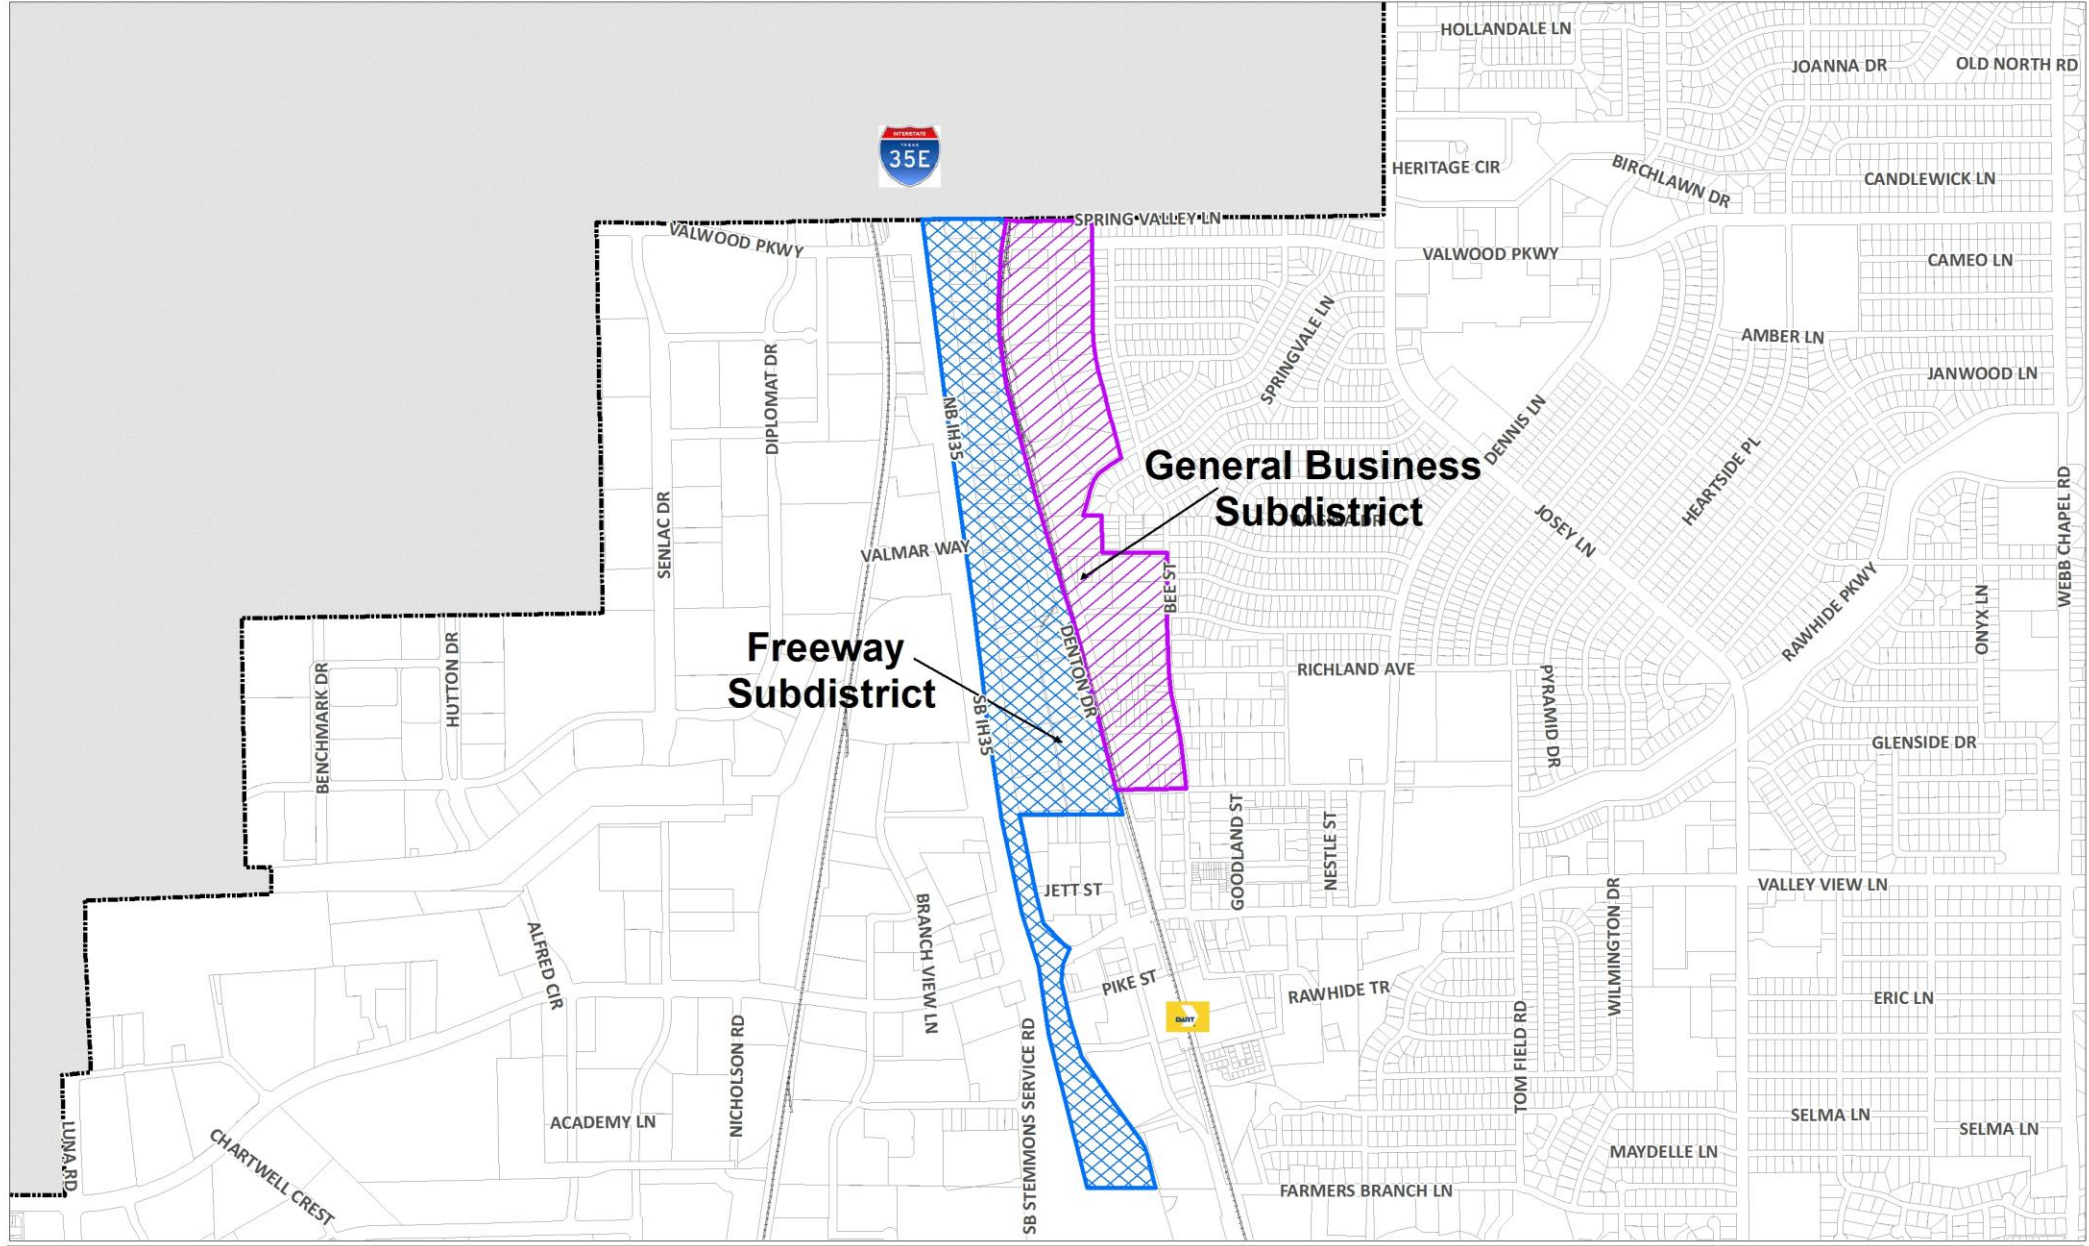 HOLLANDALE LN
JOANNA DR
OLD NORTH RD
INTERSTATE
TEXAS
35E
HERITAGE CIR
BIRCHLAWN DR
CANDLEWICK LN
SPRING VALLEY LN
VALWOOD PKWY
VALWOOD PKWY
CAMEO LN
SPRINGVALE LN
AMBER LN
JANWOOD LN
DIPLOMAT DR
NB IH35
DENNIS LN
HEARTSIDE PL
General Business
Subdistrict
SENLAC DR
JOSEY LN
WEBB CHAPEL RD
VALMAR WAY
BEE ST
RAWHIDE PKWY
ONYX LN
Freeway
Subdistrict
DENTON DR
RICHLAND AVE
HUTTON DR
BENCHMARK DR
SB IH35
PYRAMID DR
GLENSIDE DR
GOODLAND ST
NESTLE ST
JETT ST
VALLEY VIEW LN
WILMINGTON DR
BRANCH VIEW LN
ALFRED CIR
PIKE ST
RAWHIDE TR
ERIC LN
DART
NICHOLSON RD
SB STEMMONS SERVICE RD
TOM FIELD RD
ACADEMY LN
SELMA LN
SELMA LN
LUNA RD
CHARTWELL CREST
MAYDELLE LN
FARMERS BRANCH LN